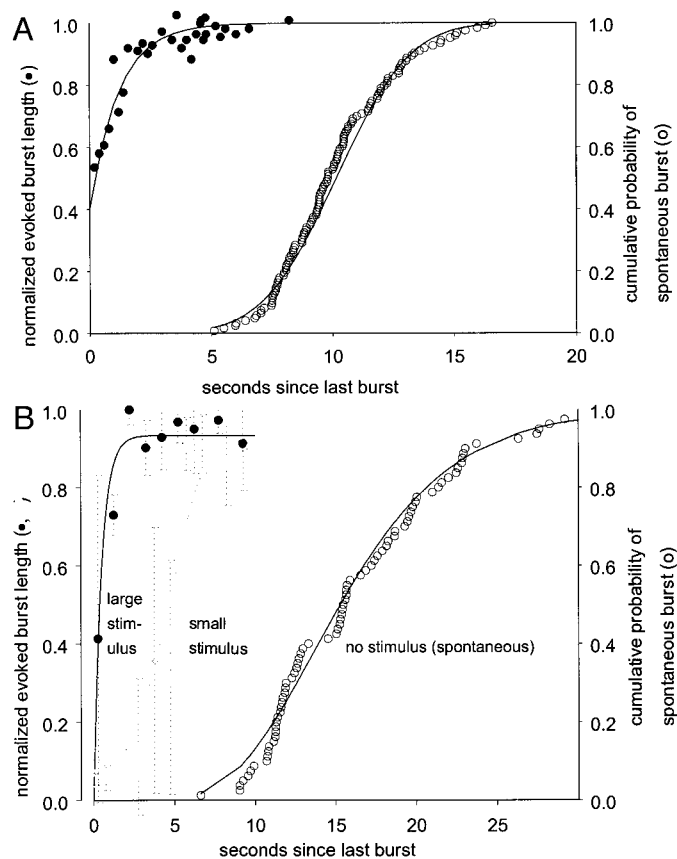 A
normalized evoked burst length (●)
1.0
0.8
0.6
0.4
0.2
0.0
1.0
0.8
0.6
0.4
0.2
0.0
cumulative probability of
spontaneous burst (o)
0 5 10 15 20
seconds since last burst
B
normalized evoked burst length (●,
1.0
0.8
0.6
0.4
0.2
0.0
large
stim-
ulus
small
stimulus
no stimulus (spontaneous)
1.0
0.8
0.6
0.4
0.2
0.0
cumulative probability of
spontaneous burst (o)
0 5 10 15 20 25
seconds since last burst